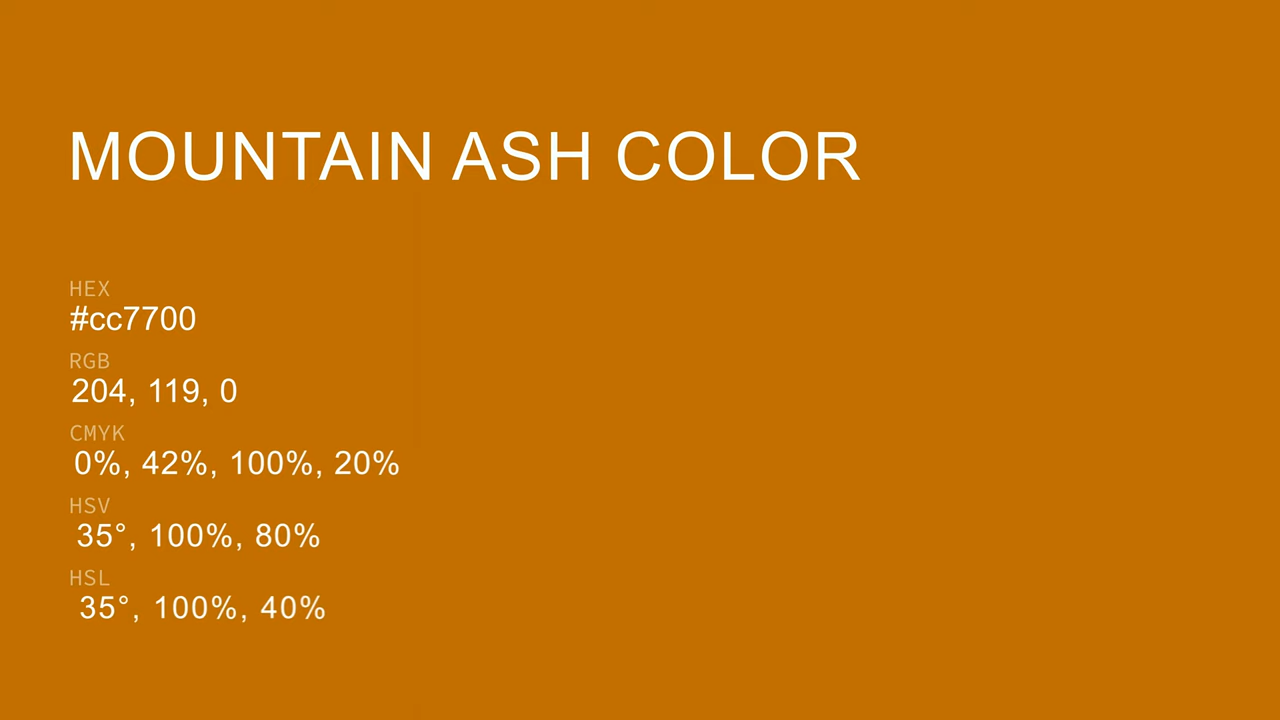 MOUNTAIN ASH COLOR
HEX
#cc7700
RGB
204, 119, 0
CMYK
0%, 42%, 100%, 20%
HSV
35°, 100%, 80%
HSL
35°, 100%, 40%